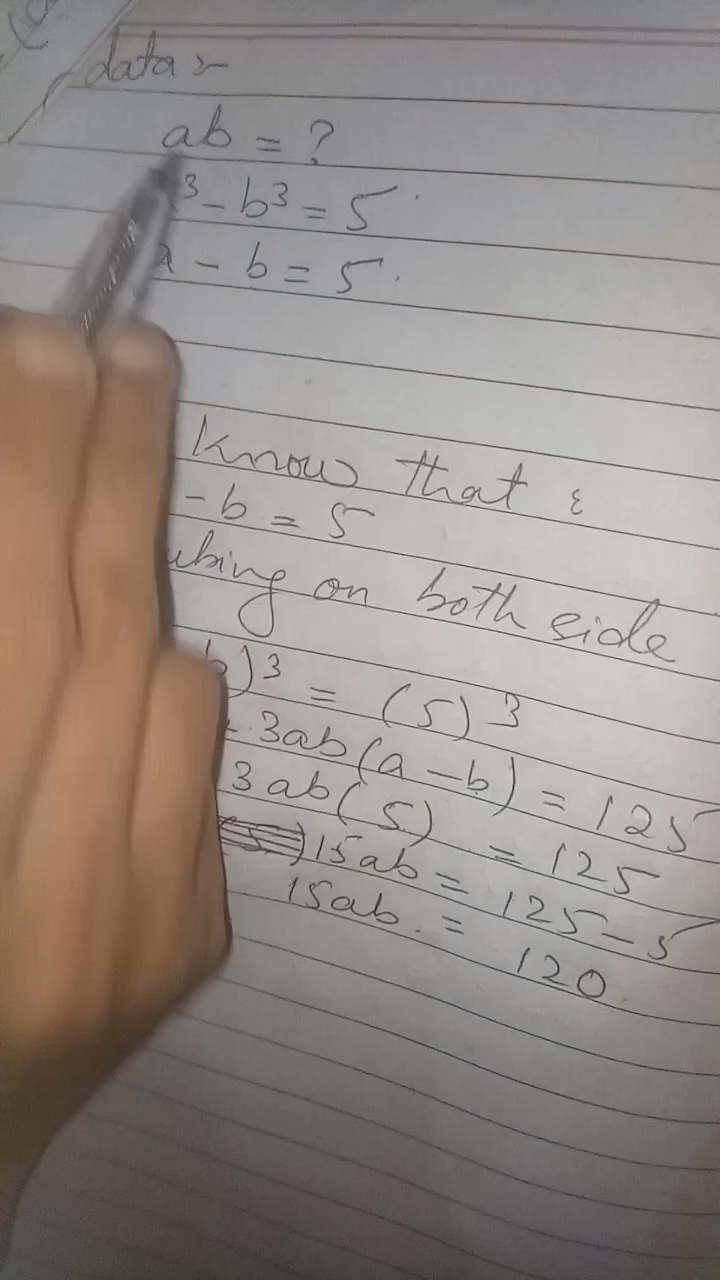 data :-
ab = ?
3 - b3 = 5
a - b = 5
know that :
- b = 5
ubing on both side
b)3 = (5)3
3ab(a - b) = 125
3ab(5) = 125
15ab = 125 - 5
15ab = 120